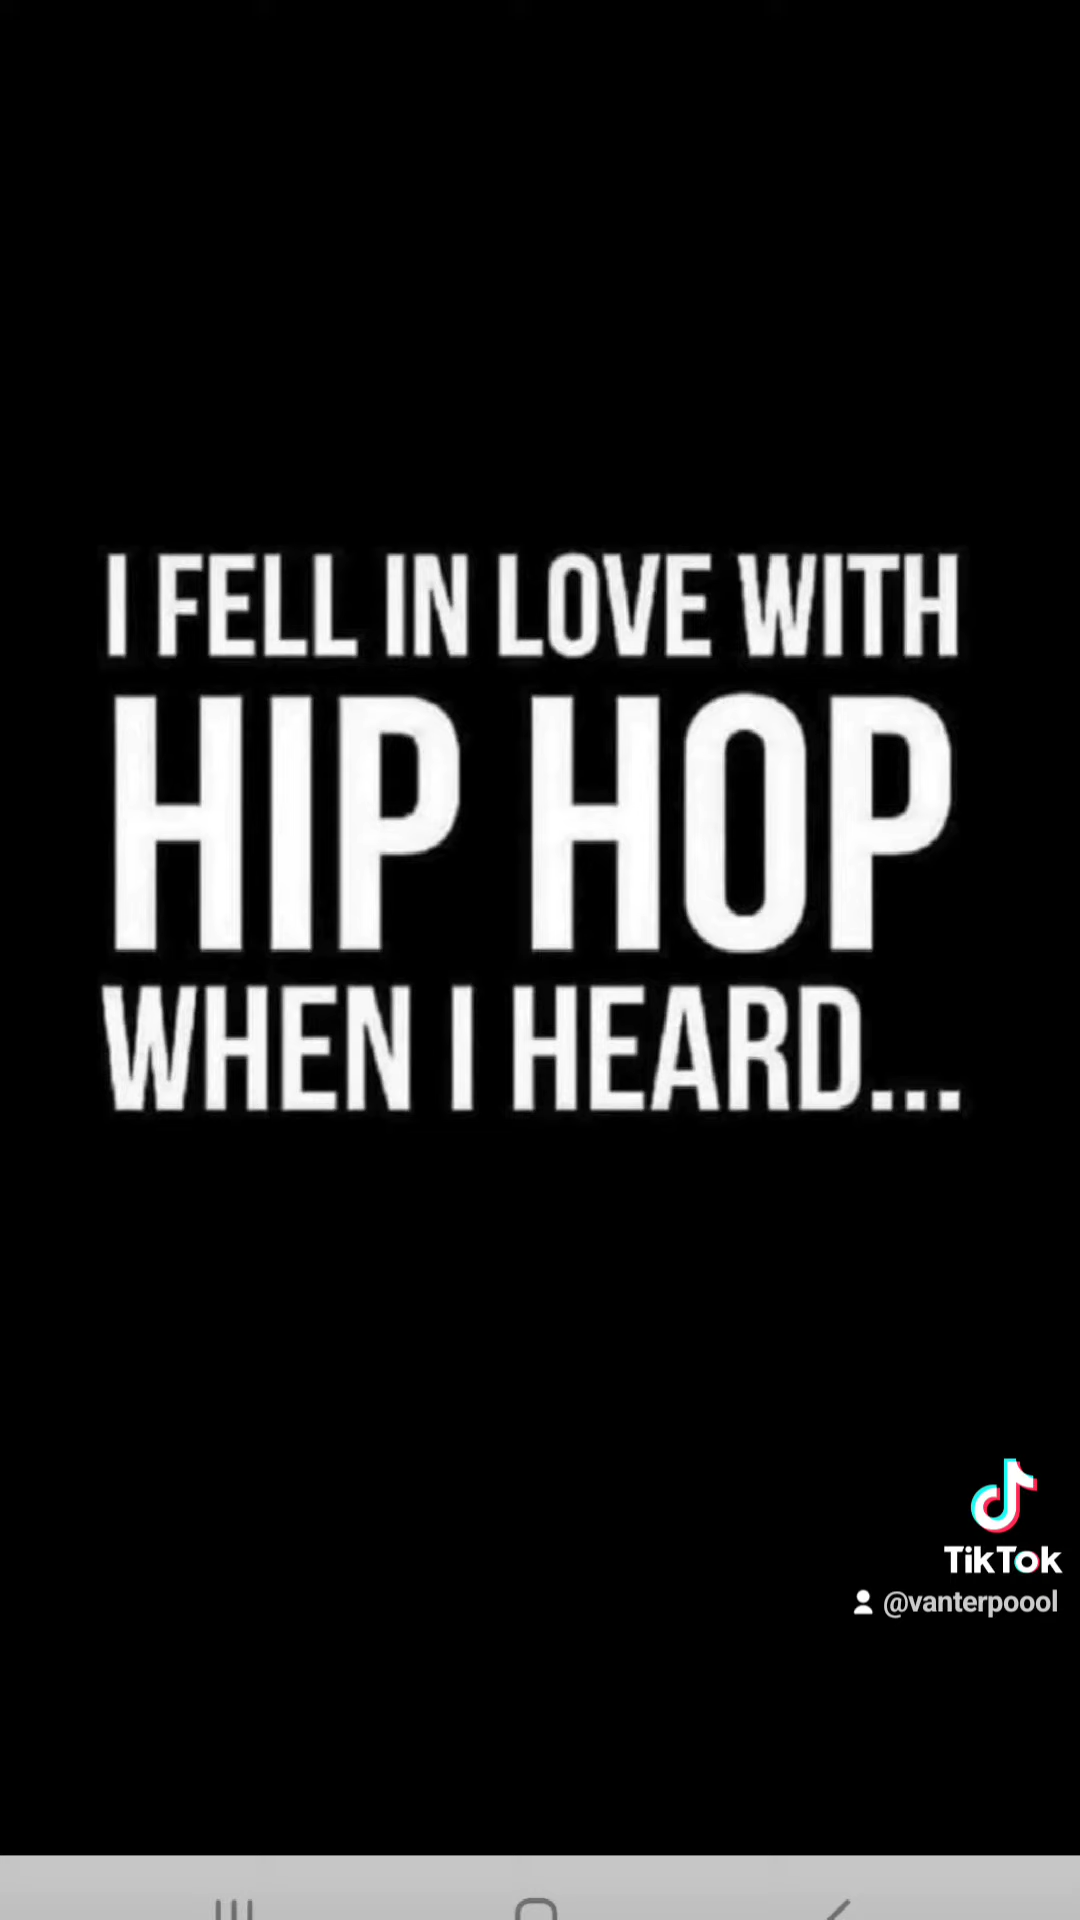 I FELL IN LOVE WITH
HIP HOP
WHEN I HEARD...
TikTok
@vanterpoool